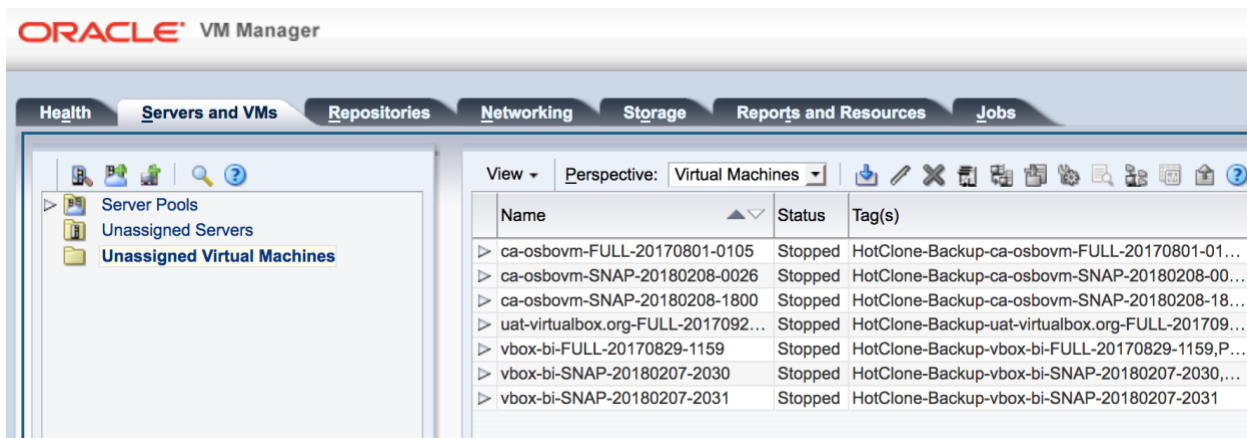 ORACLE VM Manager
Health Servers and VMs Repositories Networking Storage Reports and Resources Jobs
View Perspective: Virtual Machines
Server Pools
Unassigned Servers
Unassigned Virtual Machines
Name Status Tag(s)
ca-osbovm-FULL-20170801-0105 Stopped HotClone-Backup-ca-osbovm-FULL-20170801-01...
ca-osbovm-SNAP-20180208-0026 Stopped HotClone-Backup-ca-osbovm-SNAP-20180208-00...
ca-osbovm-SNAP-20180208-1800 Stopped HotClone-Backup-ca-osbovm-SNAP-20180208-18...
uat-virtualbox.org-FULL-2017092... Stopped HotClone-Backup-uat-virtualbox.org-FULL-201709...
vbox-bi-FULL-20170829-1159 Stopped HotClone-Backup-vbox-bi-FULL-20170829-1159,P...
vbox-bi-SNAP-20180207-2030 Stopped HotClone-Backup-vbox-bi-SNAP-20180207-2030,...
vbox-bi-SNAP-20180207-2031 Stopped HotClone-Backup-vbox-bi-SNAP-20180207-2031